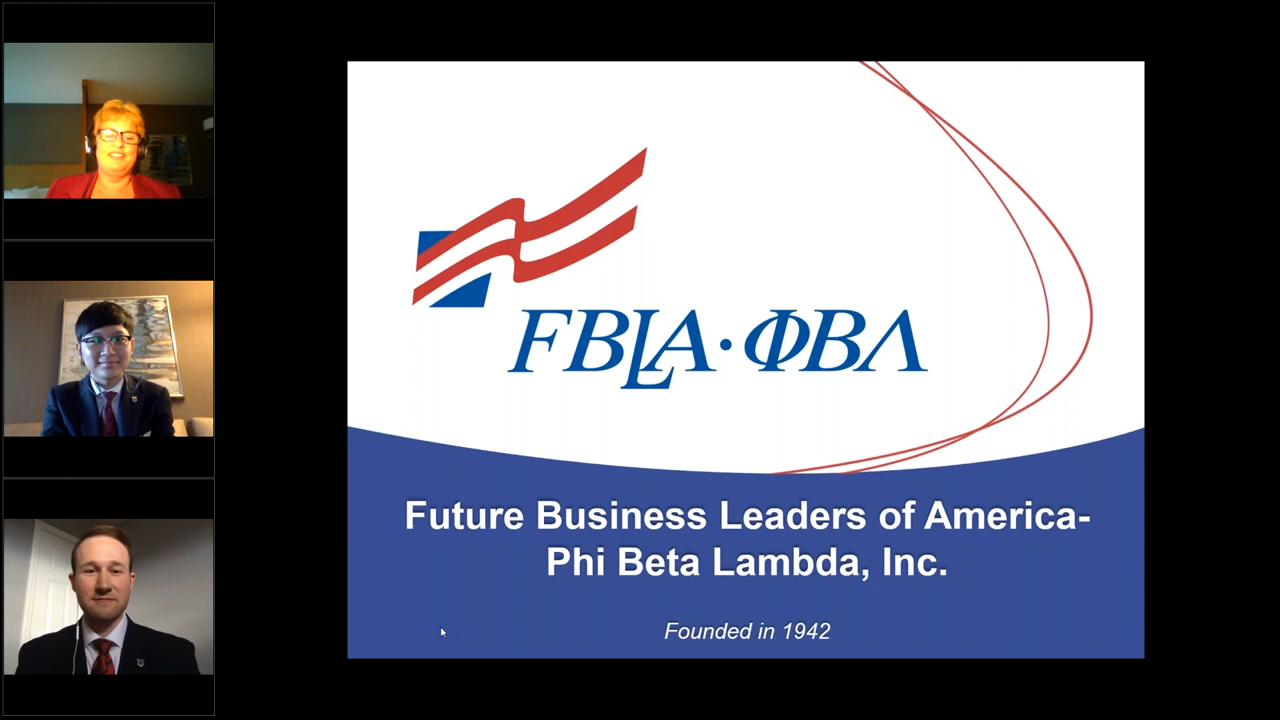 FBLA·ΦΒΛ
Future Business Leaders of America-
Phi Beta Lambda, Inc.
Founded in 1942